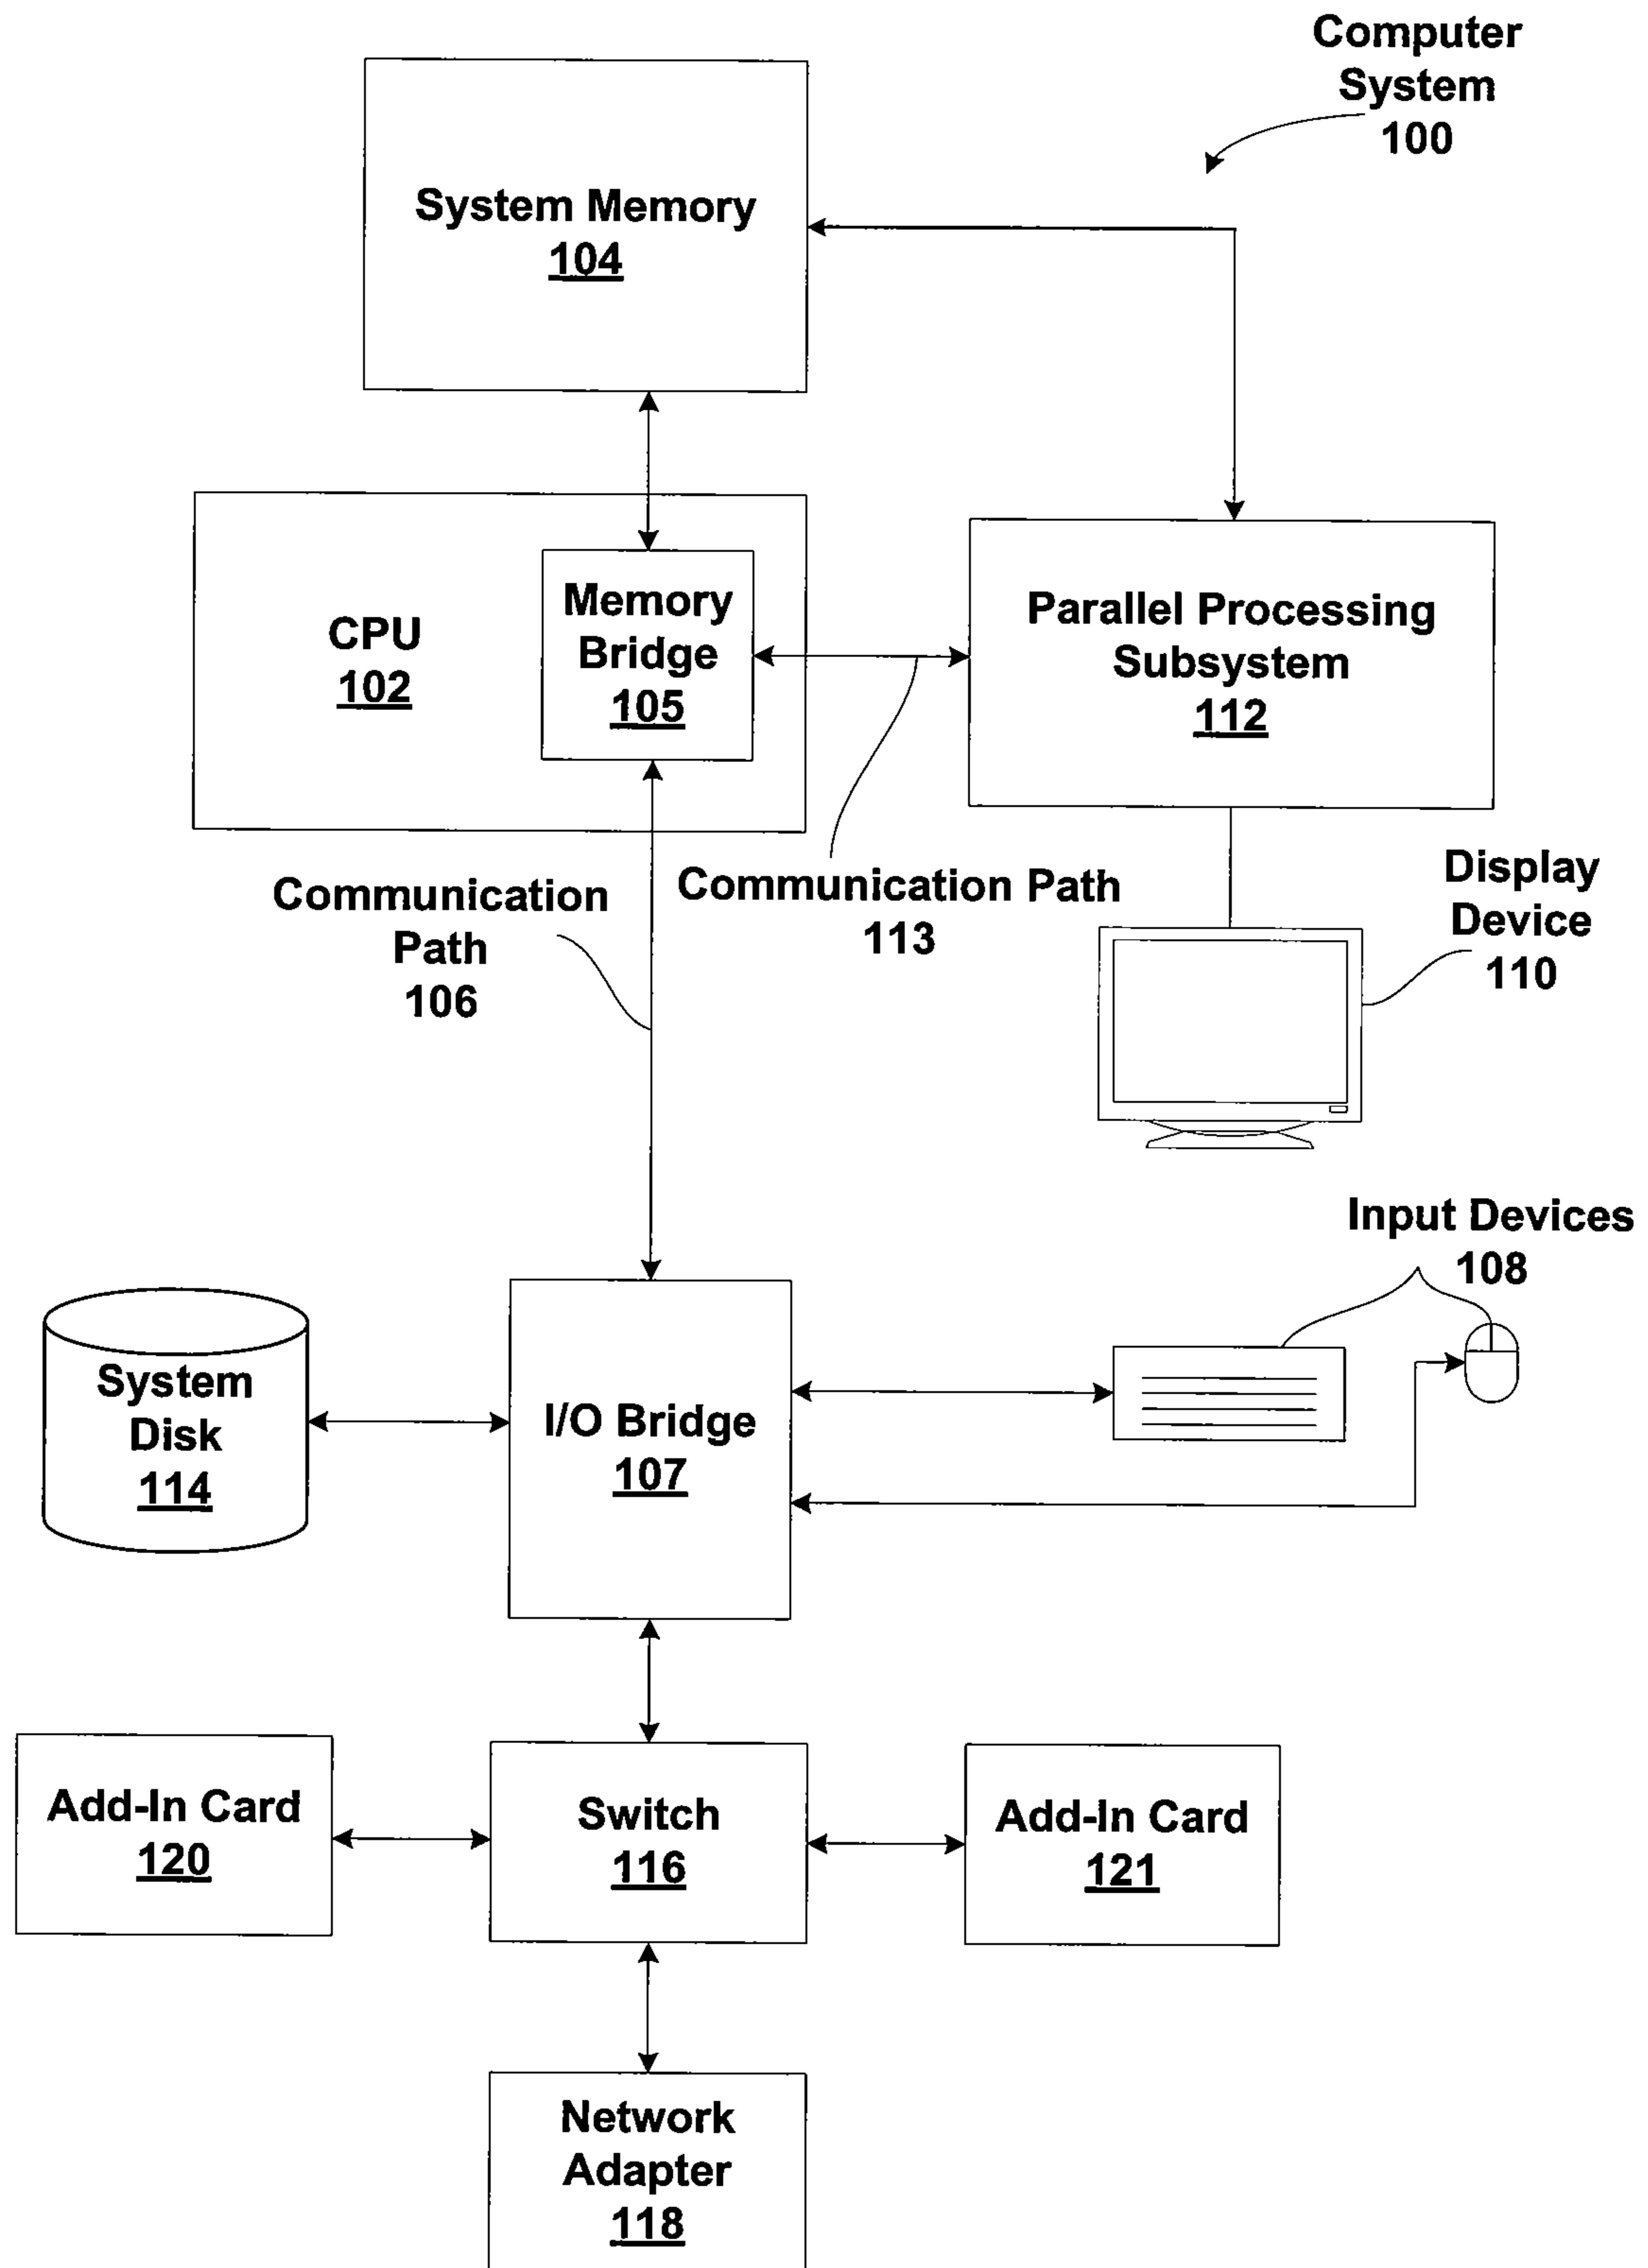 Computer
System
100
System Memory
104
CPU
102
Memory
Bridge
105
Parallel Processing
Subsystem
112
Communication
Path
106
Communication Path
113
Display
Device
110
Input Devices
108
System
Disk
114
I/O Bridge
107
Add-In Card
120
Switch
116
Add-In Card
121
Network
Adapter
118